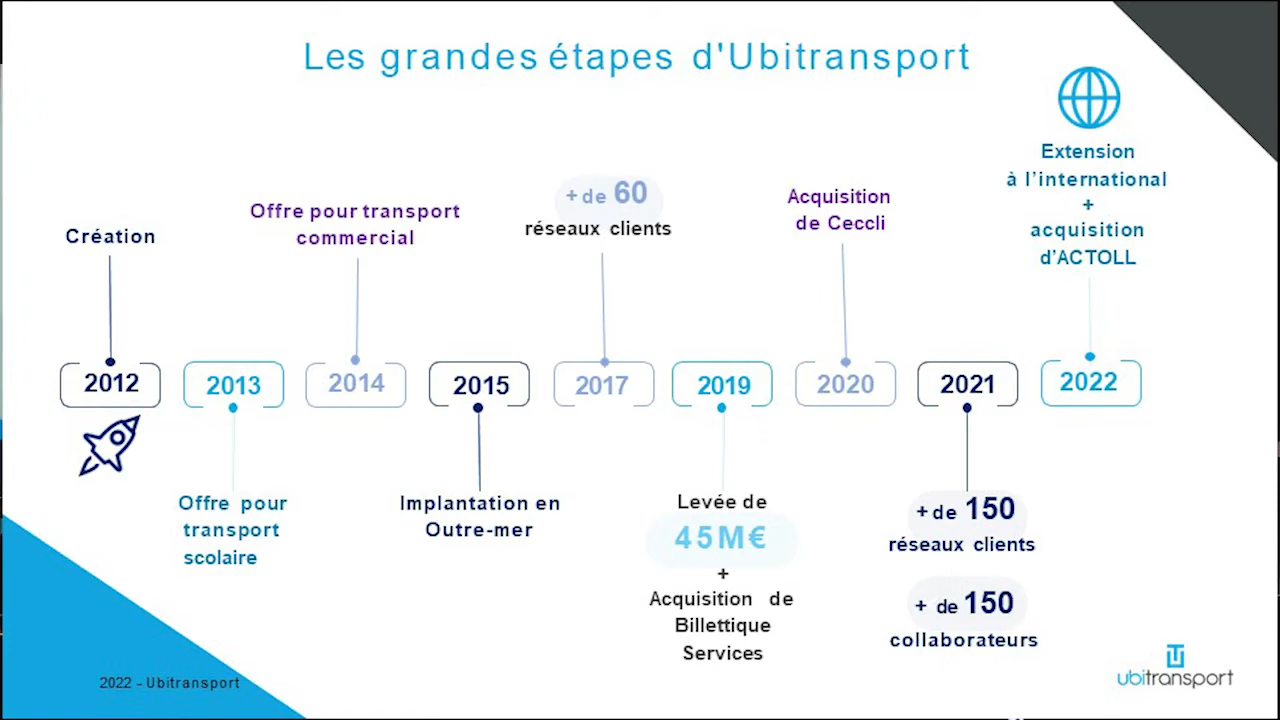 Les grandes étapes d'Ubitransport
Création
Offre pour transport
commercial
+ de 60
réseaux clients
Acquisition
de Ceccli
Extension
à l'international
+
acquisition
d'ACTOLL
2012
2013
2014
2015
2017
2019
2020
2021
2022
Offre pour
transport
scolaire
Implantation en
Outre-mer
Levée de
45M€
+
Acquisition de
Billettique
Services
+ de 150
réseaux clients
+ de 150
collaborateurs
2022 - Ubitransport
ubitransport